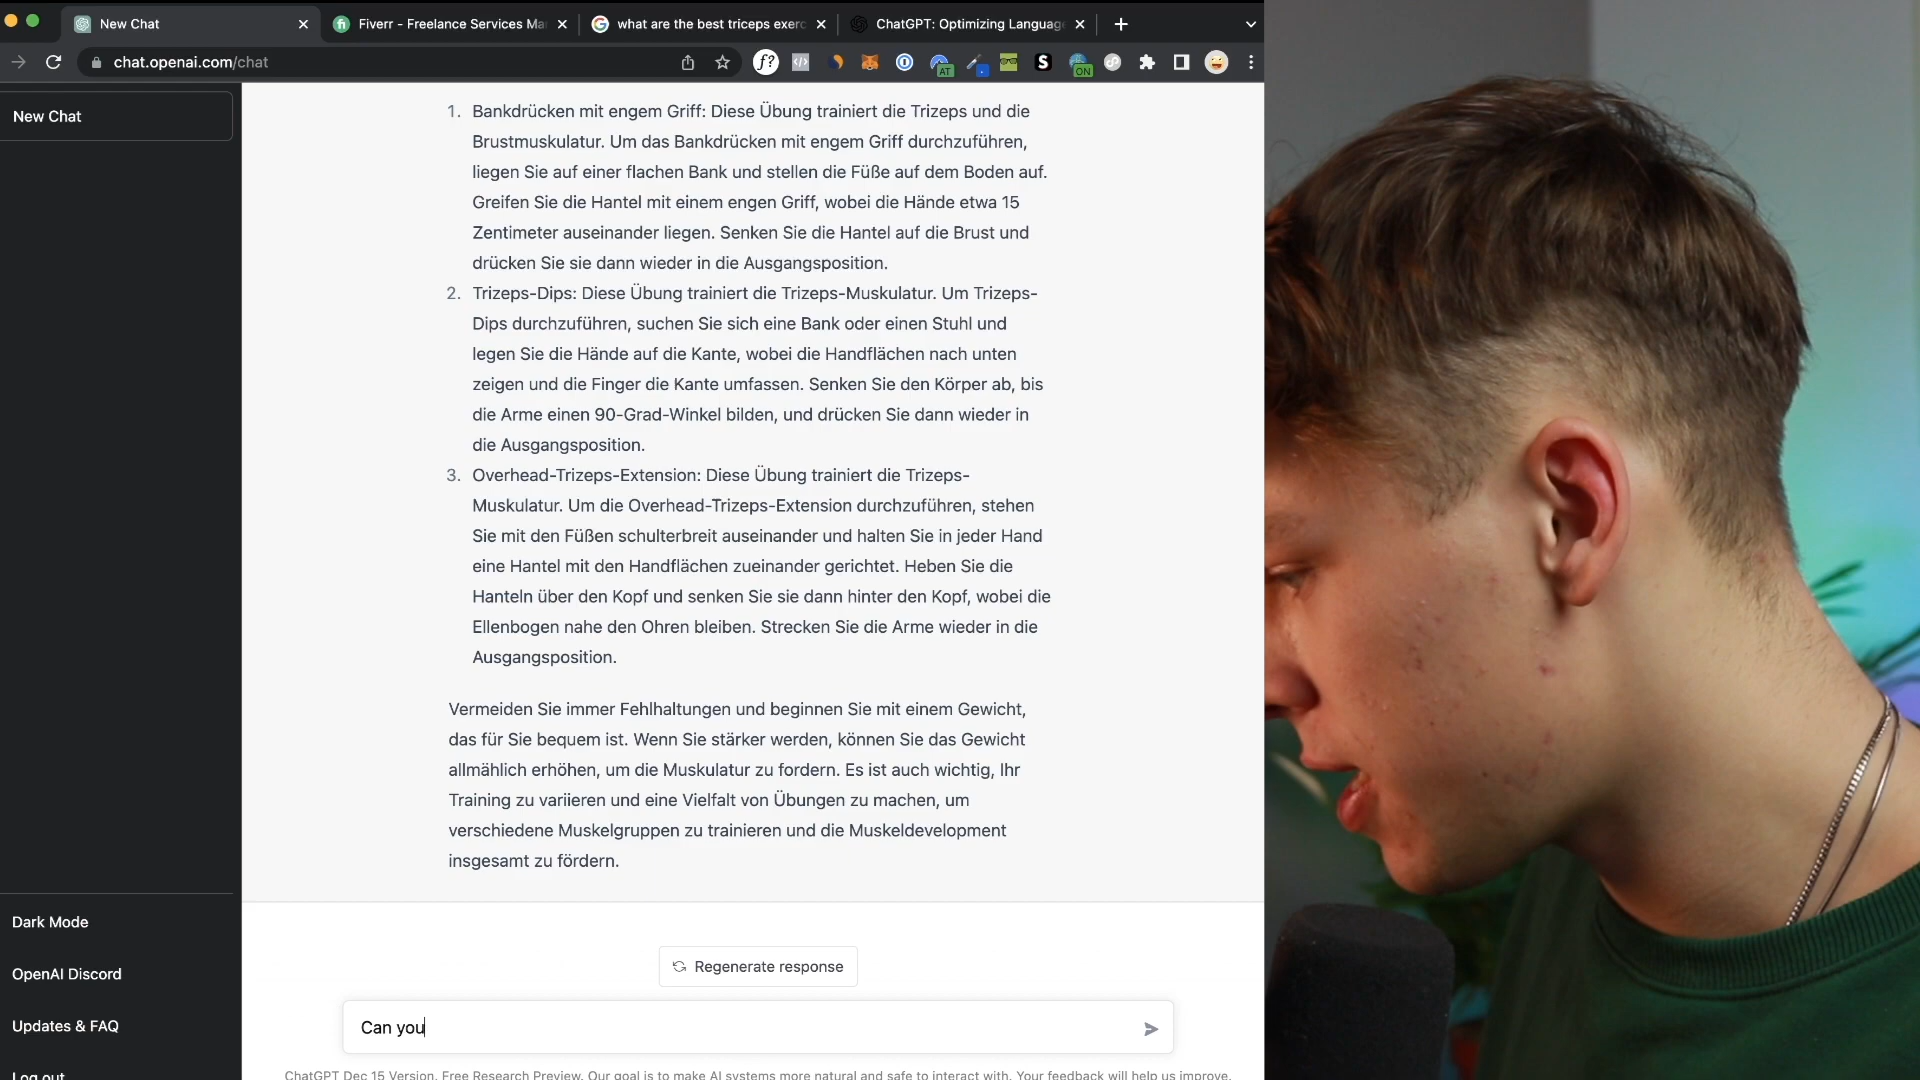 New Chat
Fiverr - Freelance Services Ma
what are the best triceps exerc
ChatGPT: Optimizing Language
chat.openai.com/chat
f?
AT
S
ON
New Chat
1. Bankdrücken mit engem Griff: Diese Übung trainiert die Trizeps und die
Brustmuskulatur. Um das Bankdrücken mit engem Griff durchzuführen,
liegen Sie auf einer flachen Bank und stellen die Füße auf dem Boden auf.
Greifen Sie die Hantel mit einem engen Griff, wobei die Hände etwa 15
Zentimeter auseinander liegen. Senken Sie die Hantel auf die Brust und
drücken Sie sie dann wieder in die Ausgangsposition.
2. Trizeps-Dips: Diese Übung trainiert die Trizeps-Muskulatur. Um Trizeps-
Dips durchzuführen, suchen Sie sich eine Bank oder einen Stuhl und
legen Sie die Hände auf die Kante, wobei die Handflächen nach unten
zeigen und die Finger die Kante umfassen. Senken Sie den Körper ab, bis
die Arme einen 90-Grad-Winkel bilden, und drücken Sie dann wieder in
die Ausgangsposition.
3. Overhead-Trizeps-Extension: Diese Übung trainiert die Trizeps-
Muskulatur. Um die Overhead-Trizeps-Extension durchzuführen, stehen
Sie mit den Füßen schulterbreit auseinander und halten Sie in jeder Hand
eine Hantel mit den Handflächen zueinander gerichtet. Heben Sie die
Hanteln über den Kopf und senken Sie sie dann hinter den Kopf, wobei die
Ellenbogen nahe den Ohren bleiben. Strecken Sie die Arme wieder in die
Ausgangsposition.
Vermeiden Sie immer Fehlhaltungen und beginnen Sie mit einem Gewicht,
das für Sie bequem ist. Wenn Sie stärker werden, können Sie das Gewicht
allmählich erhöhen, um die Muskulatur zu fordern. Es ist auch wichtig, Ihr
Training zu variieren und eine Vielfalt von Übungen zu machen, um
verschiedene Muskelgruppen zu trainieren und die Muskeldevelopment
insgesamt zu fördern.
Dark Mode
OpenAI Discord
Updates & FAQ
Log out
Regenerate response
Can you
ChatGPT Dec 15 Version. Free Research Preview. Our goal is to make AI systems more natural and safe to interact with. Your feedback will help us improve.